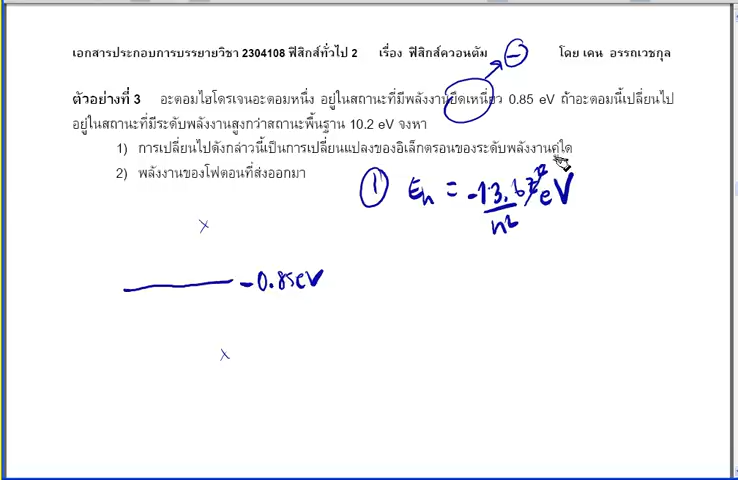 เอกสารประกอบการบรรยายวิชา 2304108 ฟิสิกส์ทั่วไป 2 เรื่อง ฟิสิกส์ควอนตัม โดย เคน อรรถเวชกุล
ตัวอย่างที่ 3 อะตอมไฮโดรเจนอะตอมหนึ่ง อยู่ในสถานะที่มีพลังงานยึดเหนี่ยว 0.85 eV ถ้าอะตอมนี้เปลี่ยนไป
อยู่ในสถานะที่มีระดับพลังงานสูงกว่าสถานะพื้นฐาน 10.2 eV จงหา
1) การเปลี่ยนไปดังกล่าวนี้เป็นการเปลี่ยนแปลงของอิเล็กตรอนของระดับพลังงานคู่ใด
2) พลังงานของโฟตอนที่ส่งออกมา
① En = -13.6 z² eV
n²
-0.85eV